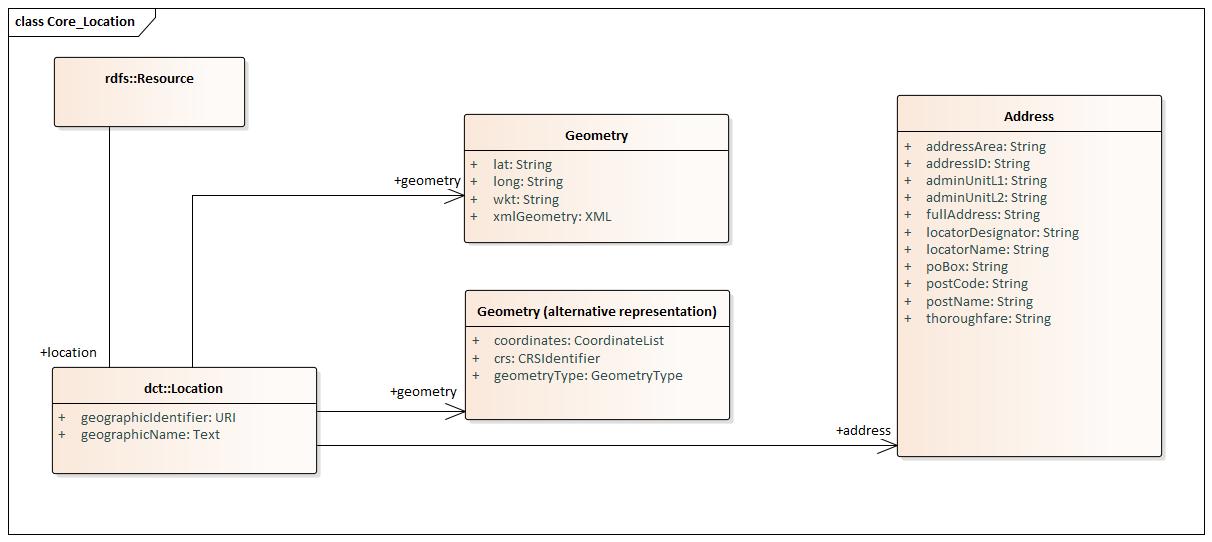 class Core_Location
rdfs::Resource
+location
dct::Location
+ geographicIdentifier: URI
+ geographicName: Text
+geometry
Geometry
+ lat: String
+ long: String
+ wkt: String
+ xmlGeometry: XML
+geometry
Geometry (alternative representation)
+ coordinates: CoordinateList
+ crs: CRSIdentifier
+ geometryType: GeometryType
+address
Address
+ addressArea: String
+ addressID: String
+ adminUnitL1: String
+ adminUnitL2: String
+ fullAddress: String
+ locatorDesignator: String
+ locatorName: String
+ poBox: String
+ postCode: String
+ postName: String
+ thoroughfare: String